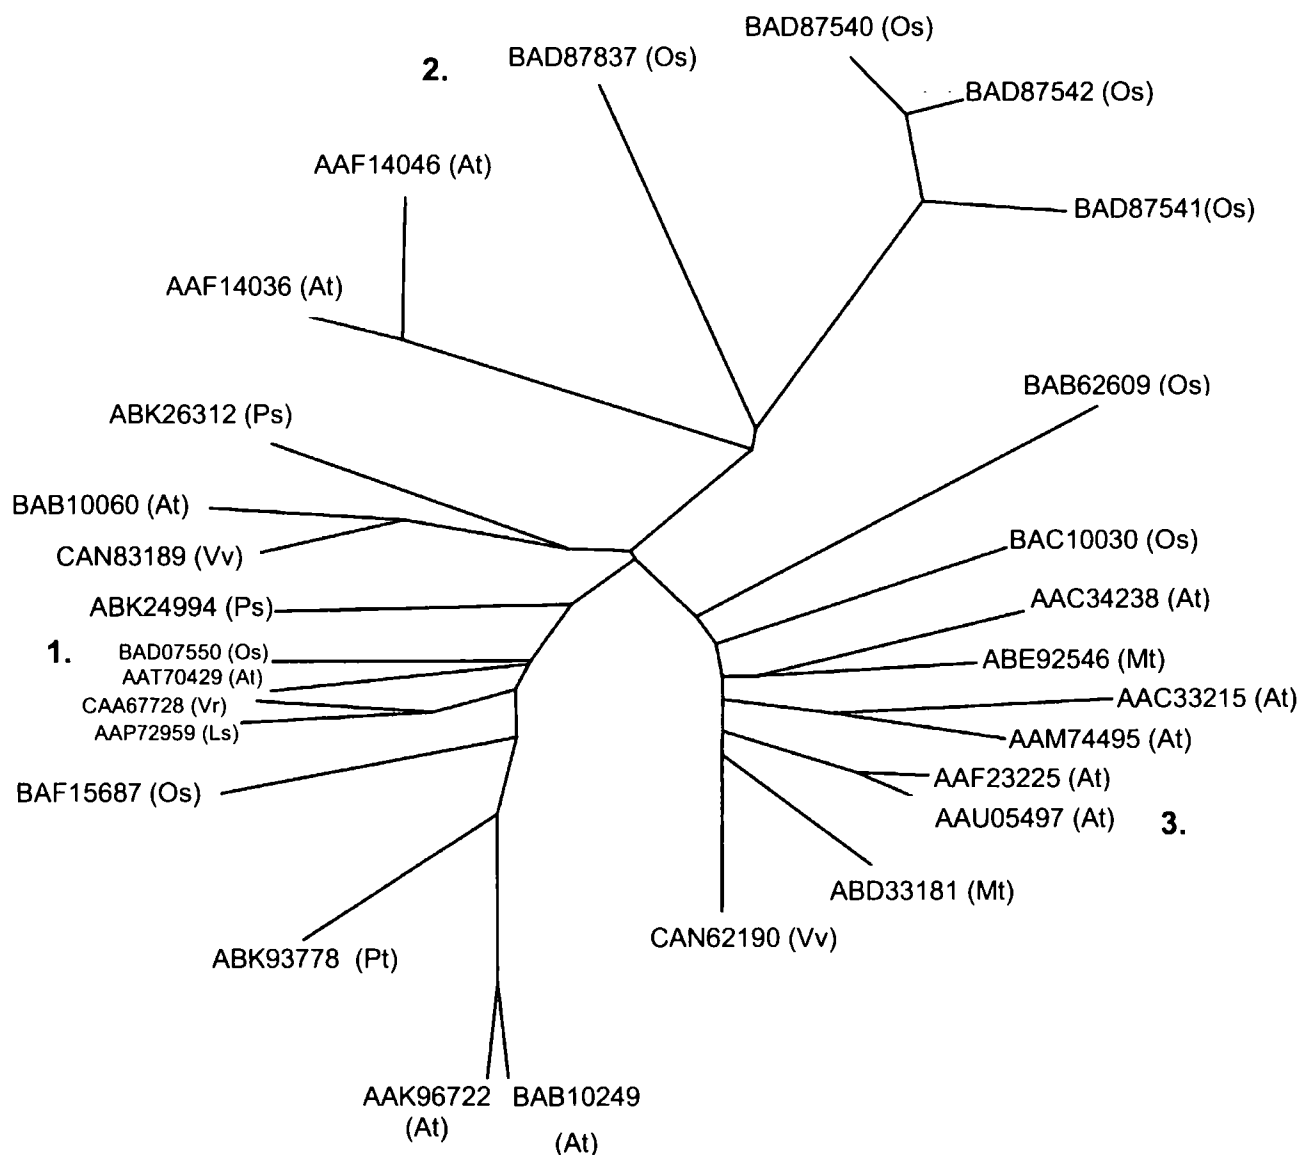 BAD87540 (Os)
2.
BAD87837 (Os)
BAD87542 (Os)
AAF14046 (At)
BAD87541(Os)
AAF14036 (At)
BAB62609 (Os)
ABK26312 (Ps)
BAB10060 (At)
CAN83189 (Vv)
BAC10030 (Os)
ABK24994 (Ps)
AAC34238 (At)
1.
BAD07550 (Os)
ABE92546 (Mt)
AAT70429 (At)
CAA67728 (Vr)
AAC33215 (At)
AAP72959 (Ls)
AAM74495 (At)
BAF15687 (Os)
AAF23225 (At)
AAU05497 (At)
3.
ABD33181 (Mt)
CAN62190 (Vv)
ABK93778 (Pt)
AAK96722
(At)
BAB10249
(At)